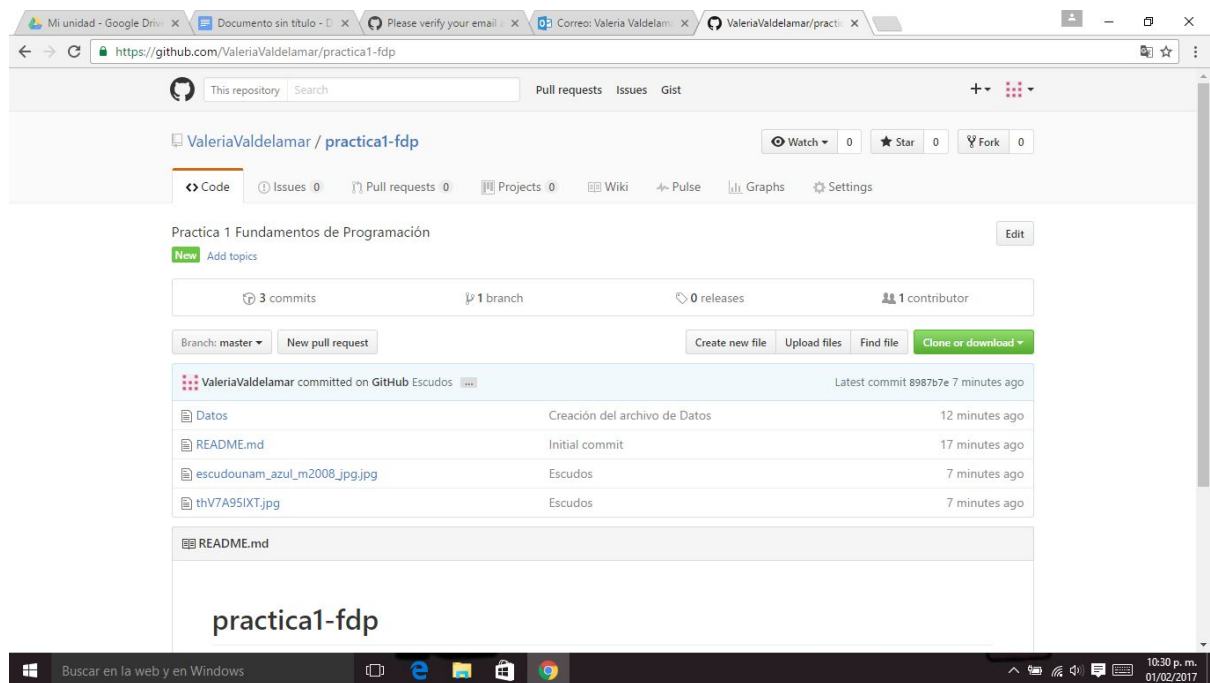 Mi unidad - Google Driv
Documento sin título - D
Please verify your email a
Correo: Valeria Valdelam
ValeriaValdelamar/practic
https://github.com/ValeriaValdelamar/practica1-fdp
This repository Search
Pull requests Issues Gist
ValeriaValdelamar / practica1-fdp
Watch 0 Star 0 Fork 0
Code Issues 0 Pull requests 0 Projects 0 Wiki Pulse Graphs Settings
Practica 1 Fundamentos de Programación
Edit
New Add topics
3 commits 1 branch 0 releases 1 contributor
Branch: master New pull request Create new file Upload files Find file Clone or download
ValeriaValdelamar committed on GitHub Escudos ... Latest commit 8987b7e 7 minutes ago
Datos Creación del archivo de Datos 12 minutes ago
README.md Initial commit 17 minutes ago
escudounam_azul_m2008_jpg.jpg Escudos 7 minutes ago
thV7A95IXT.jpg Escudos 7 minutes ago
README.md
practica1-fdp
Buscar en la web y en Windows
10:30 p. m.
01/02/2017